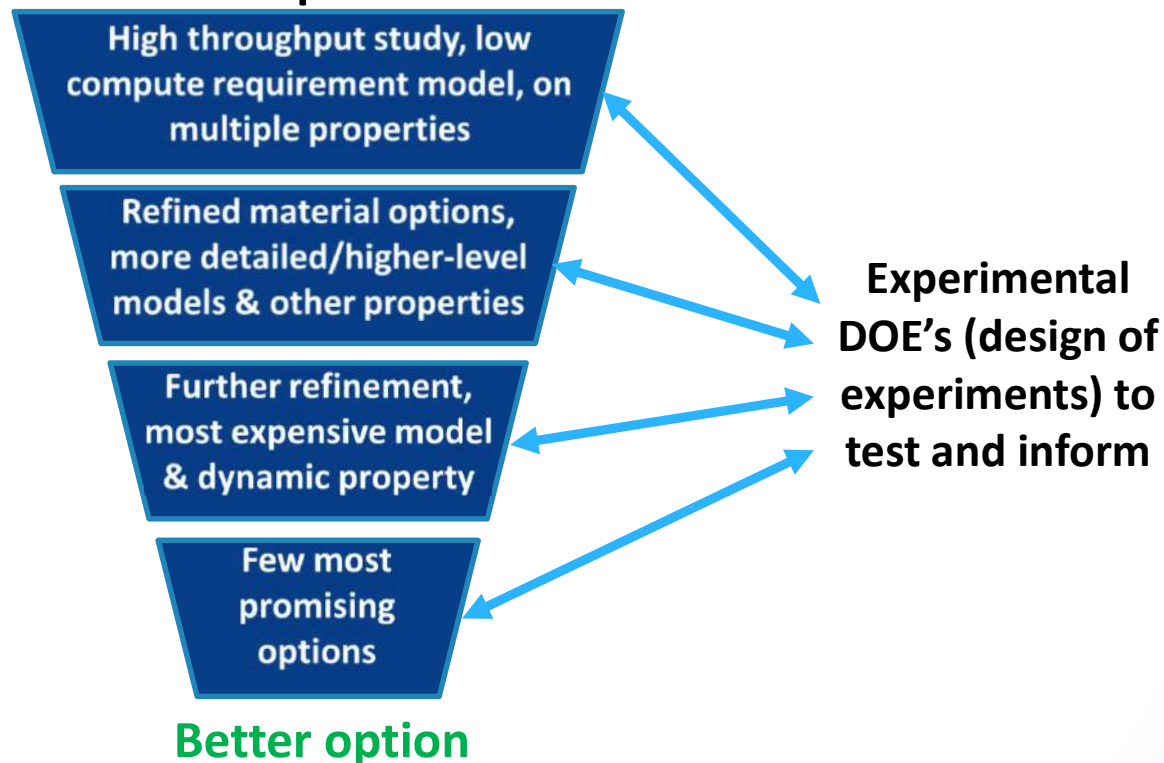 High throughput study, low
compute requirement model, on
multiple properties
Refined material options,
more detailed/higher-level
models & other properties
Further refinement,
most expensive model
& dynamic property
Few most
promising
options
Better option
Experimental
DOE’s (design of
experiments) to
test and inform